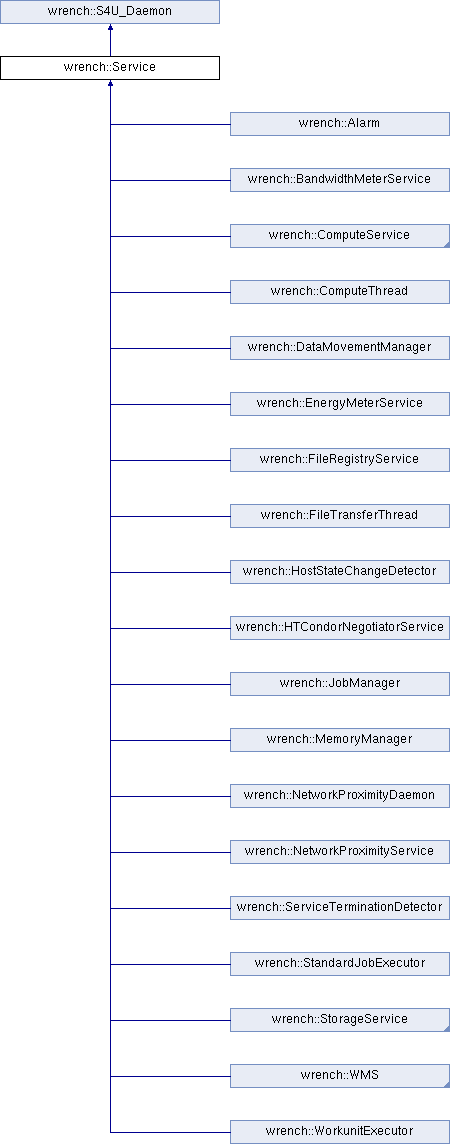 wrench::S4U_Daemon
wrench::Service
wrench::Alarm
wrench::BandwidthMeterService
wrench::ComputeService
wrench::ComputeThread
wrench::DataMovementManager
wrench::EnergyMeterService
wrench::FileRegistryService
wrench::FileTransferThread
wrench::HostStateChangeDetector
wrench::HTCondorNegotiatorService
wrench::JobManager
wrench::MemoryManager
wrench::NetworkProximityDaemon
wrench::NetworkProximityService
wrench::ServiceTerminationDetector
wrench::StandardJobExecutor
wrench::StorageService
wrench::WMS
wrench::WorkunitExecutor